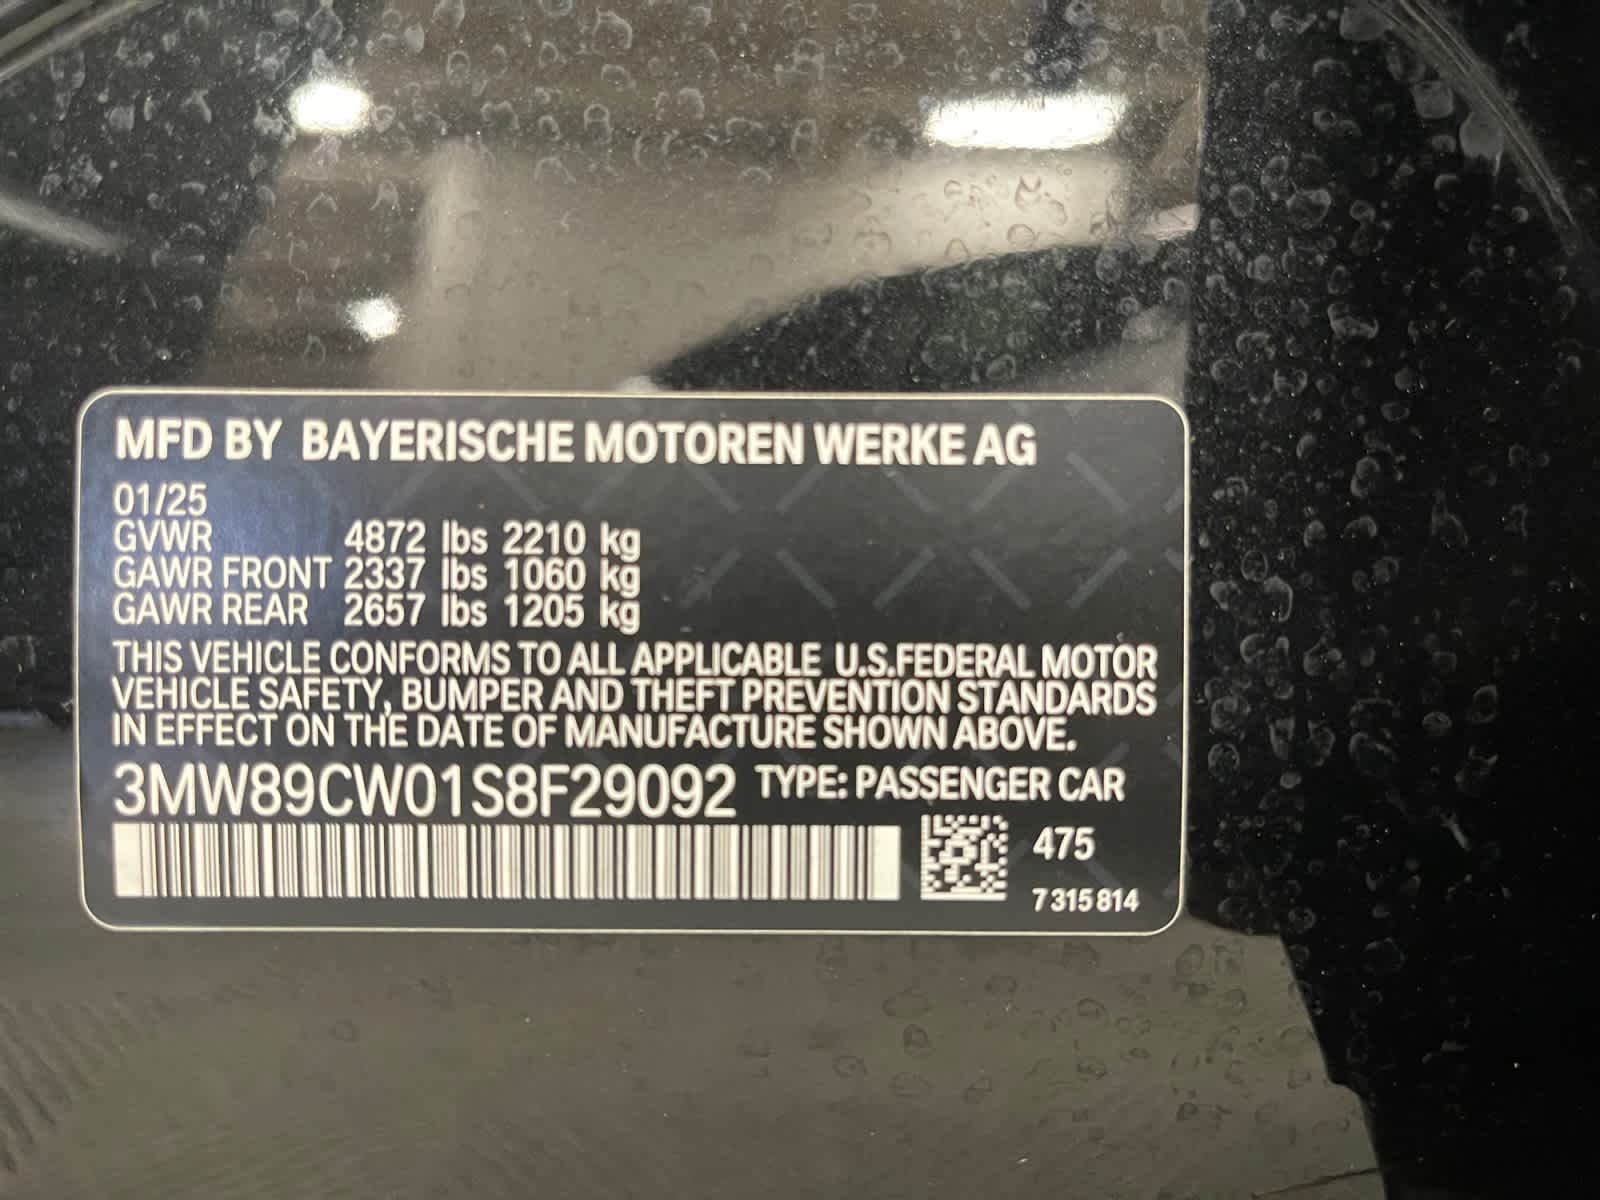 MFD BY BAYERISCHE MOTOREN WERKE AG
01/25
GVWR 4872 lbs 2210 kg
GAWR FRONT 2337 lbs 1060 kg
GAWR REAR 2657 lbs 1205 kg
THIS VEHICLE CONFORMS TO ALL APPLICABLE U.S.FEDERAL MOTOR
VEHICLE SAFETY, BUMPER AND THEFT PREVENTION STANDARDS
IN EFFECT ON THE DATE OF MANUFACTURE SHOWN ABOVE.
3MW89CW01S8F29092 TYPE: PASSENGER CAR
475
7 315 814